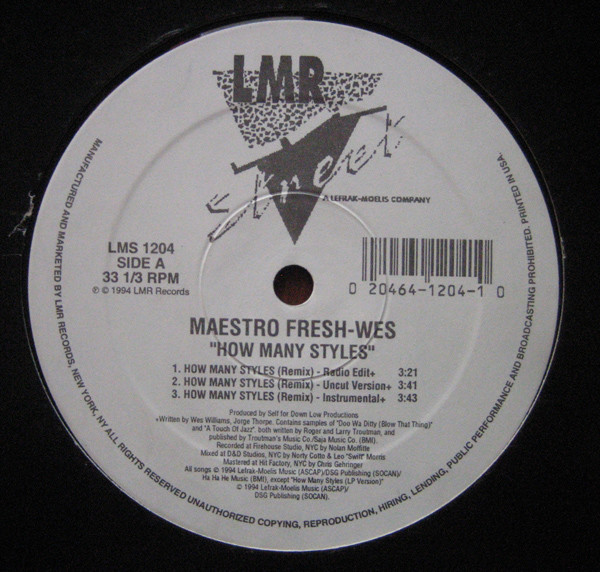 LMR
Street
A LEFRAK-MOELIS COMPANY
LMS 1204
SIDE A
33 1/3 RPM
℗ © 1994 LMR Records
0 20464-1204-1 0
MAESTRO FRESH-WES
"HOW MANY STYLES"
1. HOW MANY STYLES (Remix) - Radio Edit+ 3:21
2. HOW MANY STYLES (Remix) - Uncut Version+ 3:41
3. HOW MANY STYLES (Remix) - Instrumental+ 3:43
Produced by Self for Down Low Productions
+Written by Wes Williams, Jorge Thorpe. Contains samples of "Doo Wa Ditty (Blow That Thing)"
and "A Touch Of Jazz". both written by Roger and Larry Troutman, and
published by Troutman's Music Co./Saja Music Co. (BMI).
Recorded at Firehouse Studio, NYC by Nolan Moffitte
Mixed at D&D Studios, NYC by Norty Cotto & Leo "Swift" Morris
Mastered at Hit Factory, NYC by Chris Gehringer
All songs © 1994 Lefrak-Moelis Music (ASCAP)/DSG Publishing (SOCAN)/
Ha Ha He Music (BMI), except "How Many Styles (LP Version)"
© 1994 Lefrak-Moelis Music (ASCAP)/
DSG Publishing (SOCAN).
MANUFACTURED AND MARKETED BY LMR RECORDS, NEW YORK, NY ALL RIGHTS RESERVED UNAUTHORIZED COPYING, REPRODUCTION, HIRING, LENDING, PUBLIC PERFORMANCE AND BROADCASTING PROHIBITED. PRINTED IN USA.